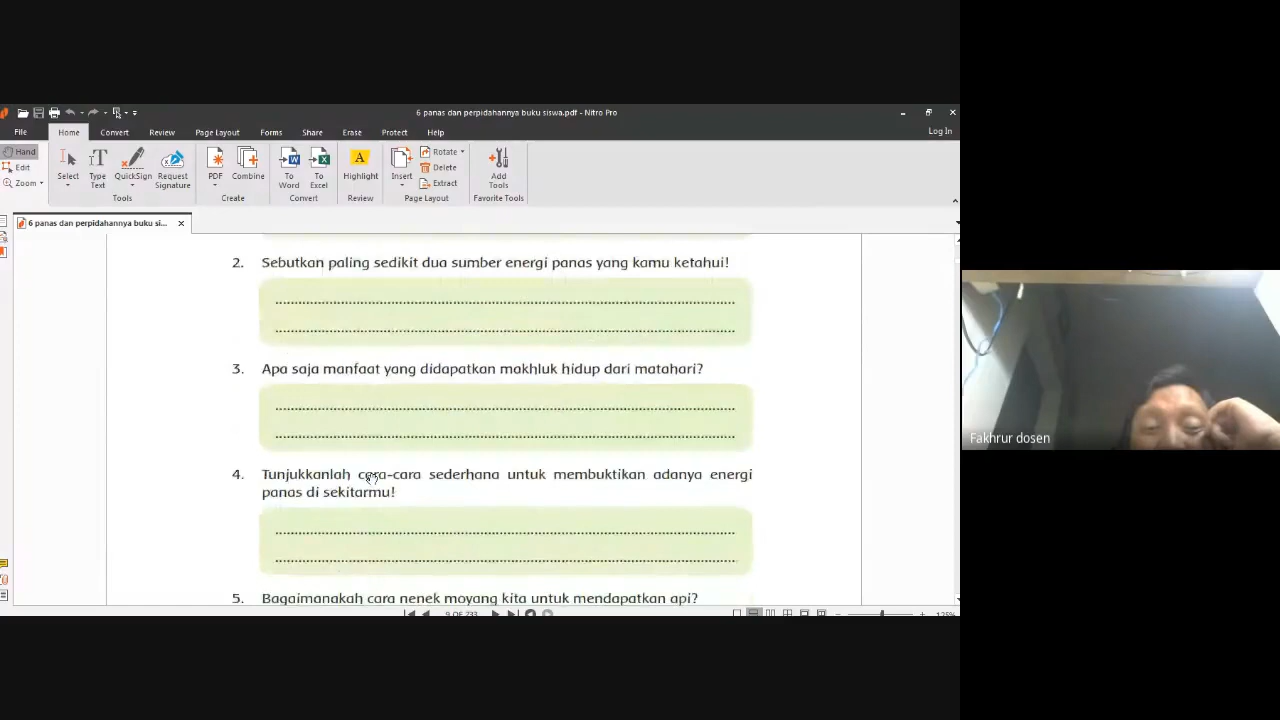 6 panas dan perpidahannya buku siswa.pdf - Nitro Pro
File Home Convert Review Page Layout Forms Share Erase Protect Help
Log In
Hand
Edit
Zoom
Select
Type Text
QuickSign
Request Signature
PDF
Combine
To Word
To Excel
Highlight
Insert
Rotate
Delete
Extract
Add Tools
Tools Create Convert Review Page Layout Favorite Tools
6 panas dan perpidahannya buku si...
2. Sebutkan paling sedikit dua sumber energi panas yang kamu ketahui!
3. Apa saja manfaat yang didapatkan makhluk hidup dari matahari?
4. Tunjukkanlah cara-cara sederhana untuk membuktikan adanya energi
panas di sekitarmu!
5. Bagaimanakah cara nenek moyang kita untuk mendapatkan api?
9 OF 233
125%
Fakhrur dosen